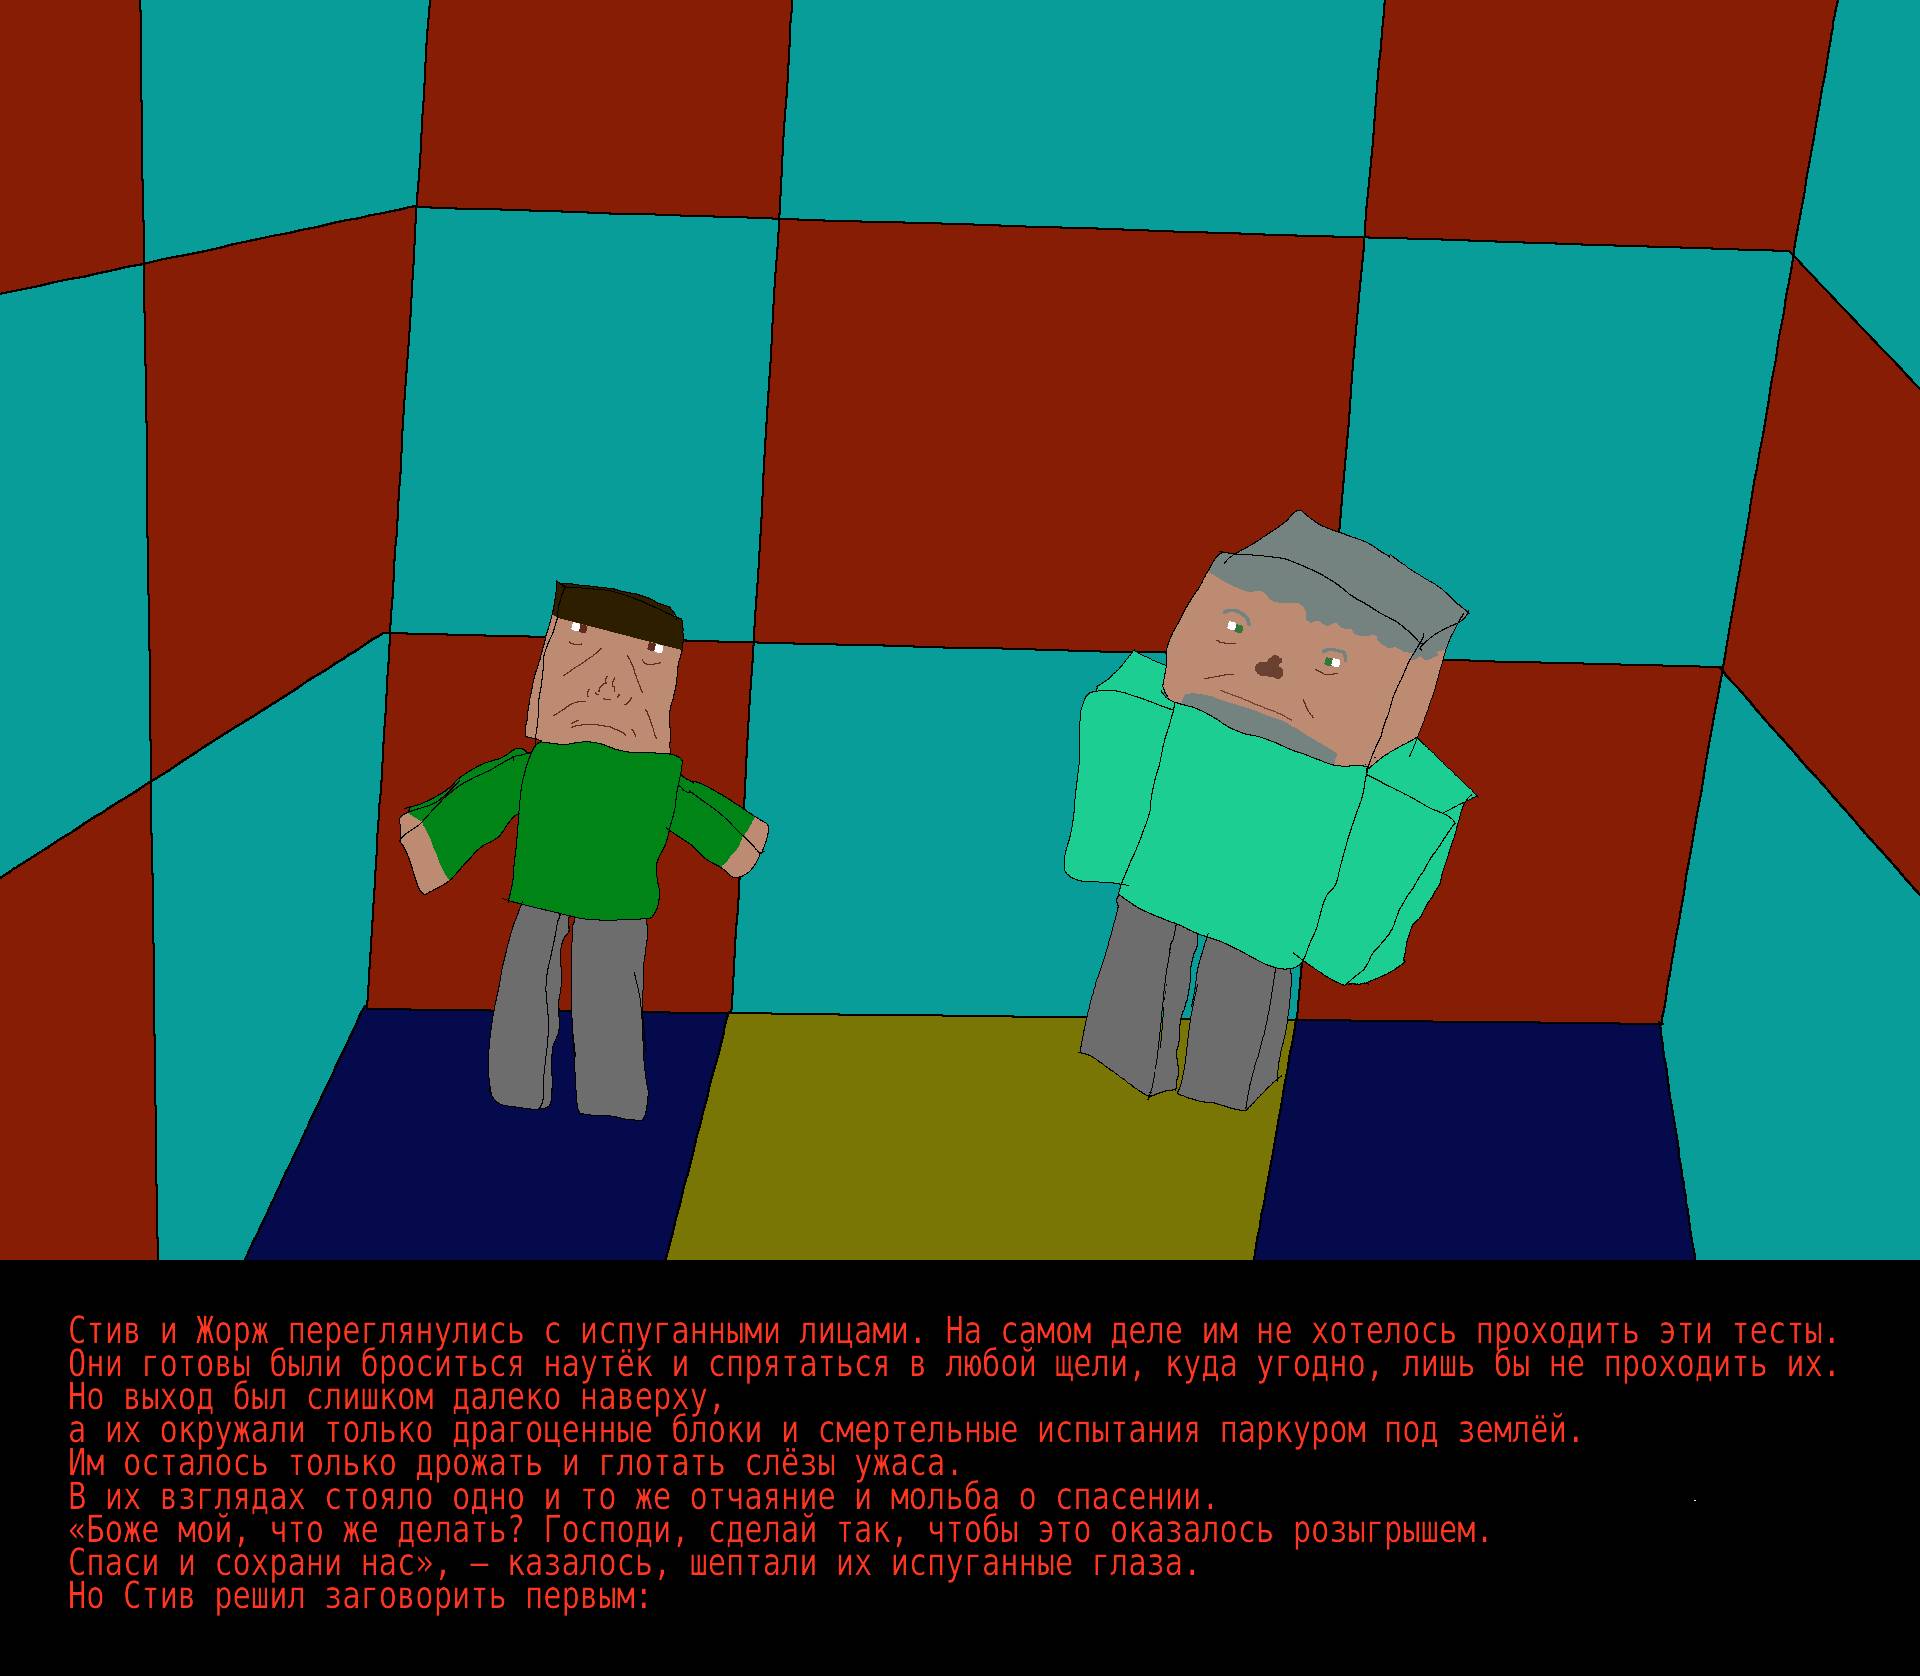 Стив и Жорж переглянулись с испуганными лицами. На самом деле им не хотелось проходить эти тесты.
Они готовы были броситься наутёк и спрятаться в любой щели, куда угодно, лишь бы не проходить их.
Но выход был слишком далеко наверху,
а их окружали только драгоценные блоки и смертельные испытания паркуром под землёй.
Им осталось только дрожать и глотать слёзы ужаса.
В их взглядах стояло одно и то же отчаяние и мольба о спасении.
«Боже мой, что же делать? Господи, сделай так, чтобы это оказалось розыгрышем.
Спаси и сохрани нас», — казалось, шептали их испуганные глаза.
Но Стив решил заговорить первым: